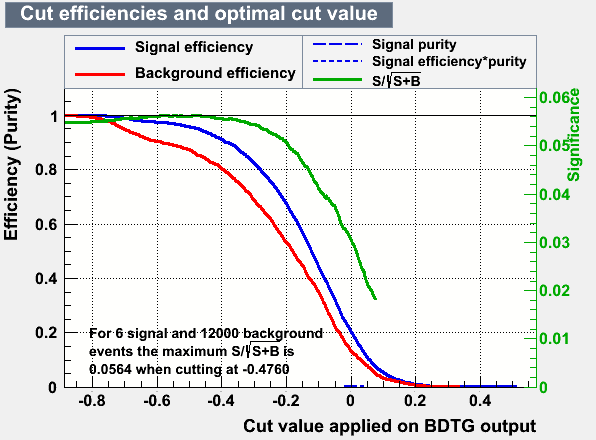 Cut efficiencies and optimal cut value
Signal efficiency
Background efficiency
Signal purity
Signal efficiency*purity
S/√S+B
Efficiency (Purity)
1
0.8
0.6
0.4
0.2
0
0.06
0.05
0.04
0.03
0.02
0.01
0
Significance
For 6 signal and 12000 background
events the maximum S/√S+B is
0.0564 when cutting at -0.4760
-0.8 -0.6 -0.4 -0.2 0 0.2 0.4
Cut value applied on BDTG output